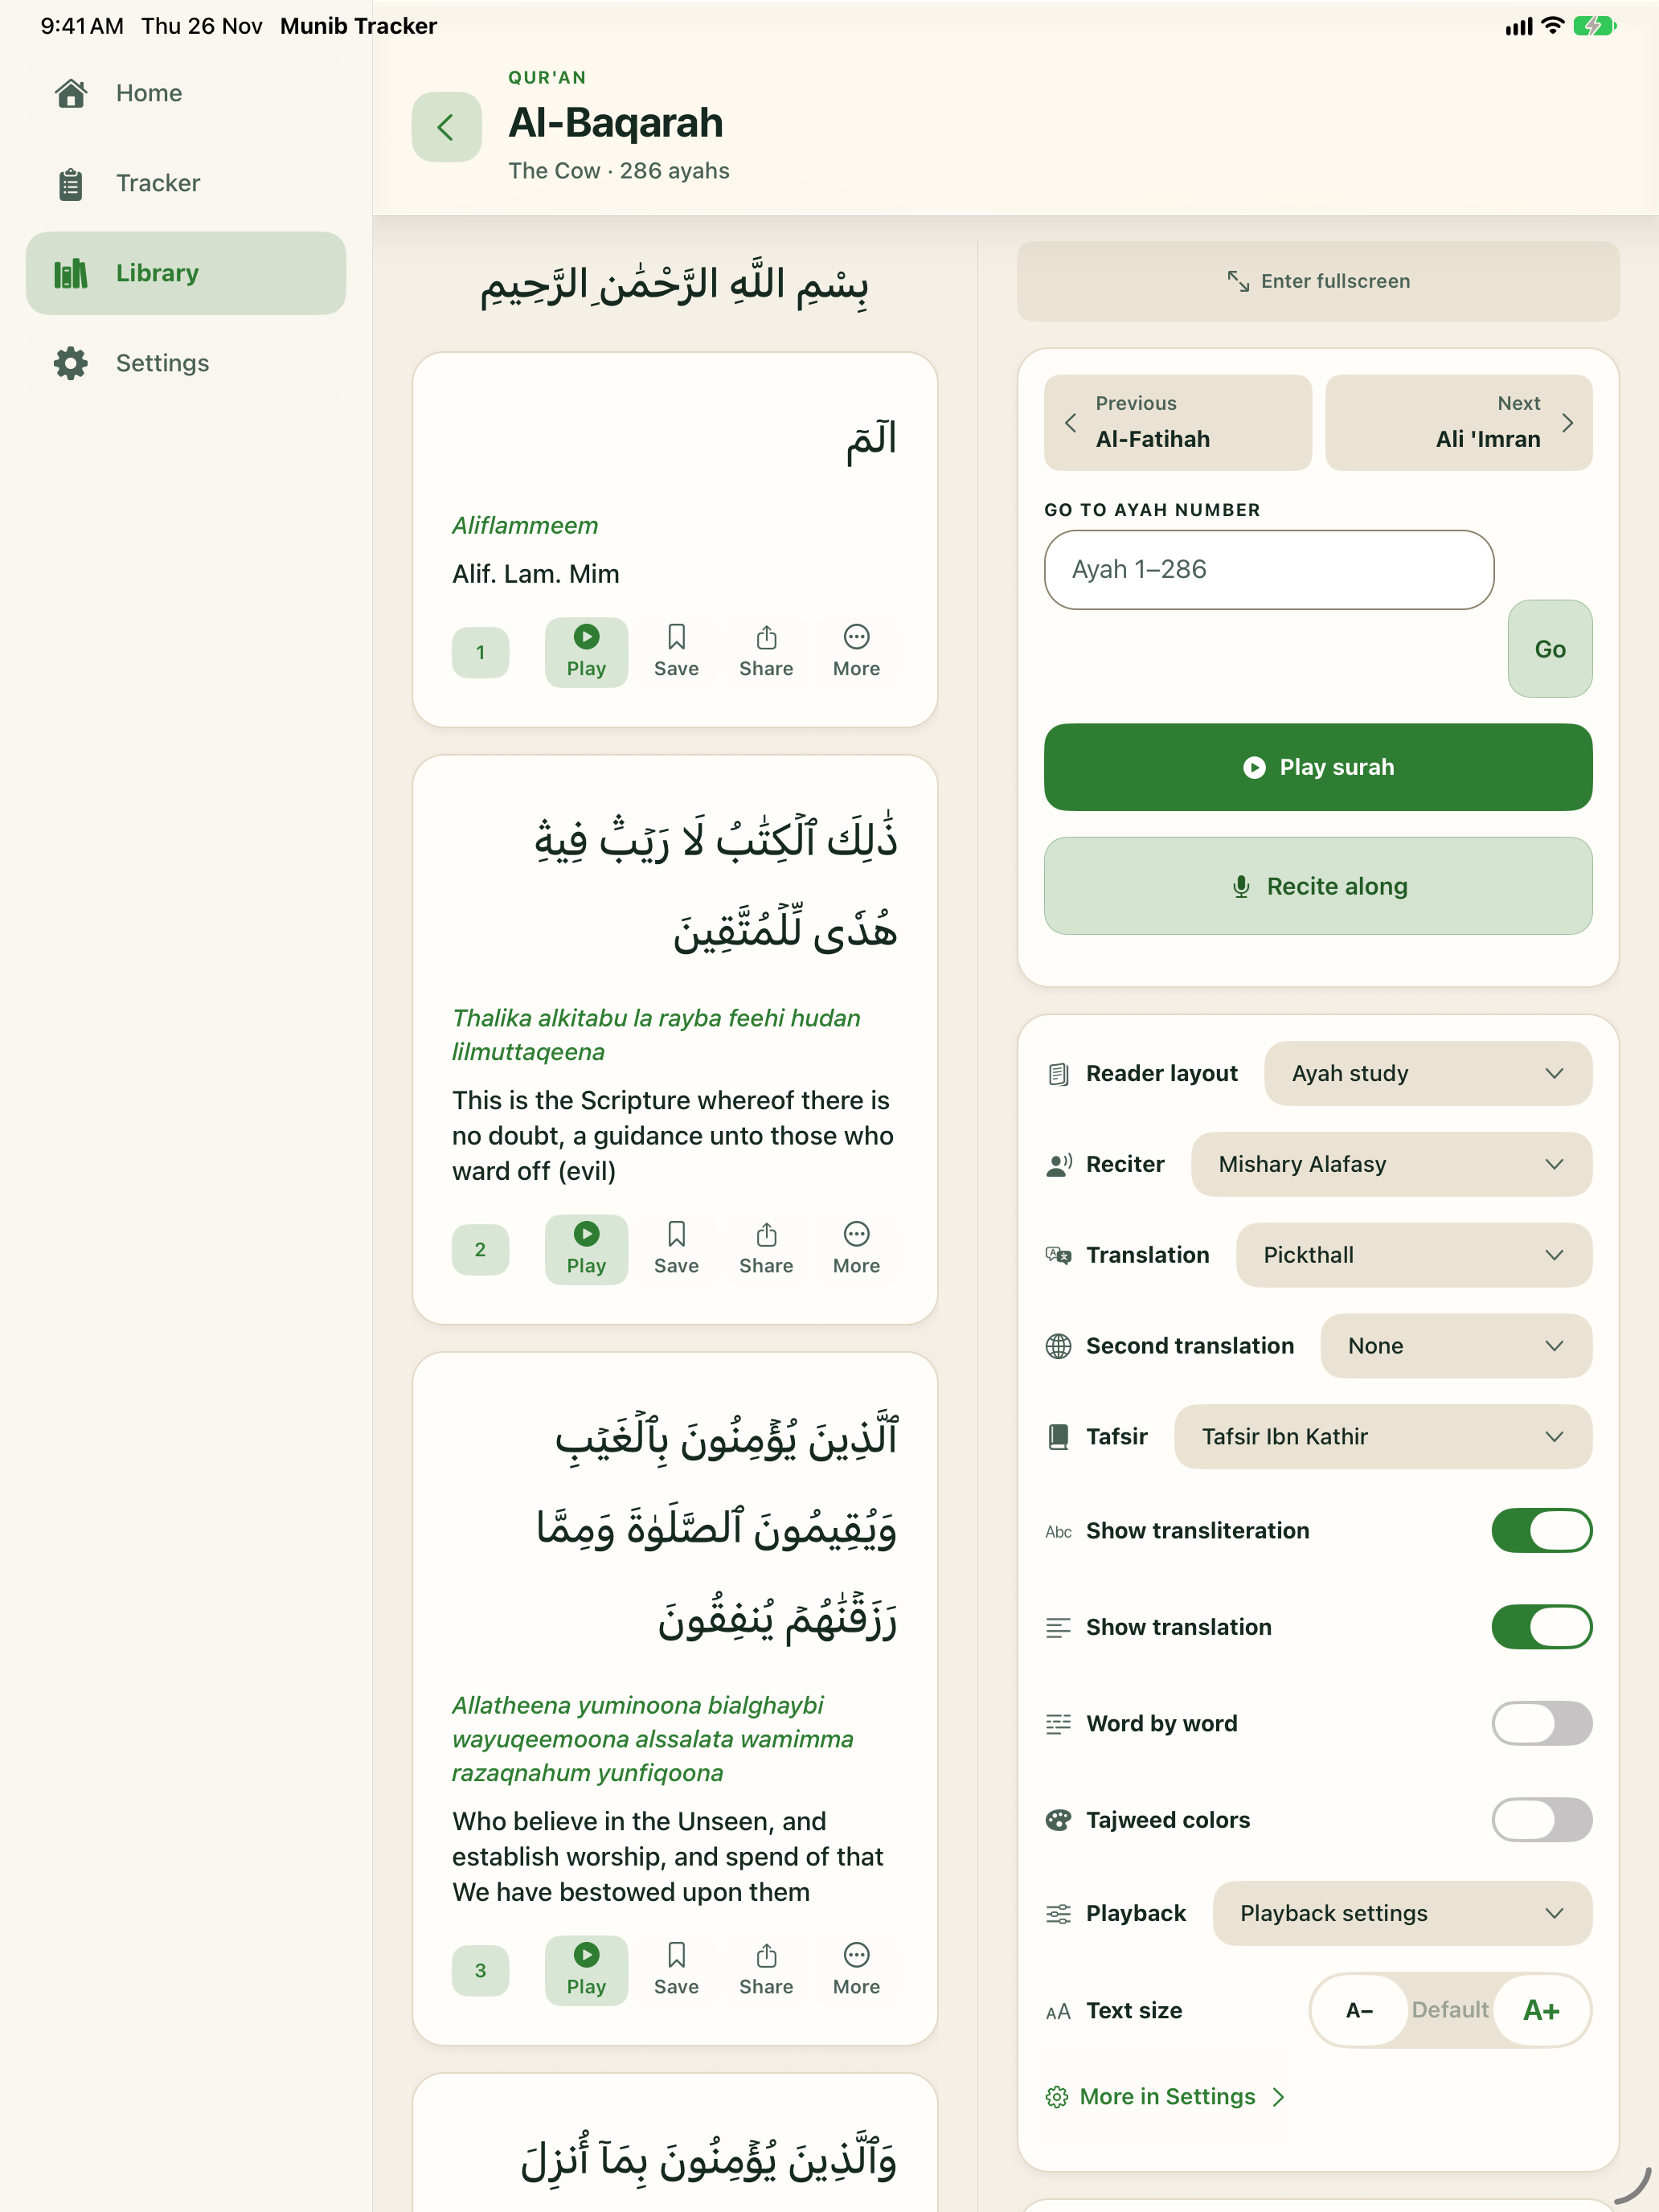 9:41 AM Thu 26 Nov Munib Tracker
Home
Tracker
Library
Settings
QUR'AN
Al-Baqarah
The Cow · 286 ayahs
بِسْمِ اللَّهِ الرَّحْمَٰنِ الرَّحِيمِ
الٓمٓ
Aliflammeem
Alif. Lam. Mim
1
Play
Save
Share
More
ذَٰلِكَ ٱلۡكِتَٰبُ لَا رَيۡبَۛ فِيهِۛ
هُدٗى لِّلۡمُتَّقِينَ
Thalika alkitabu la rayba feehi hudan
lilmuttaqeena
This is the Scripture whereof there is
no doubt, a guidance unto those who
ward off (evil)
2
Play
Save
Share
More
ٱلَّذِينَ يُؤۡمِنُونَ بِٱلۡغَيۡبِ
وَيُقِيمُونَ ٱلصَّلَوٰةَ وَمِمَّا
رَزَقۡنَٰهُمۡ يُنفِقُونَ
Allatheena yuminoona bialghaybi
wayuqeemoona alssalata wamimma
razaqnahum yunfiqoona
Who believe in the Unseen, and
establish worship, and spend of that
We have bestowed upon them
3
Play
Save
Share
More
وَٱلَّذِينَ يُؤۡمِنُونَ بِمَآ أُنزِلَ
Enter fullscreen
Previous
Al-Fatihah
Next
Ali 'Imran
GO TO AYAH NUMBER
Ayah 1–286
Go
Play surah
Recite along
Reader layout
Ayah study
Reciter
Mishary Alafasy
Translation
Pickthall
Second translation
None
Tafsir
Tafsir Ibn Kathir
Abc Show transliteration
Show translation
Word by word
Tajweed colors
Playback
Playback settings
AA Text size
A–
Default
A+
More in Settings